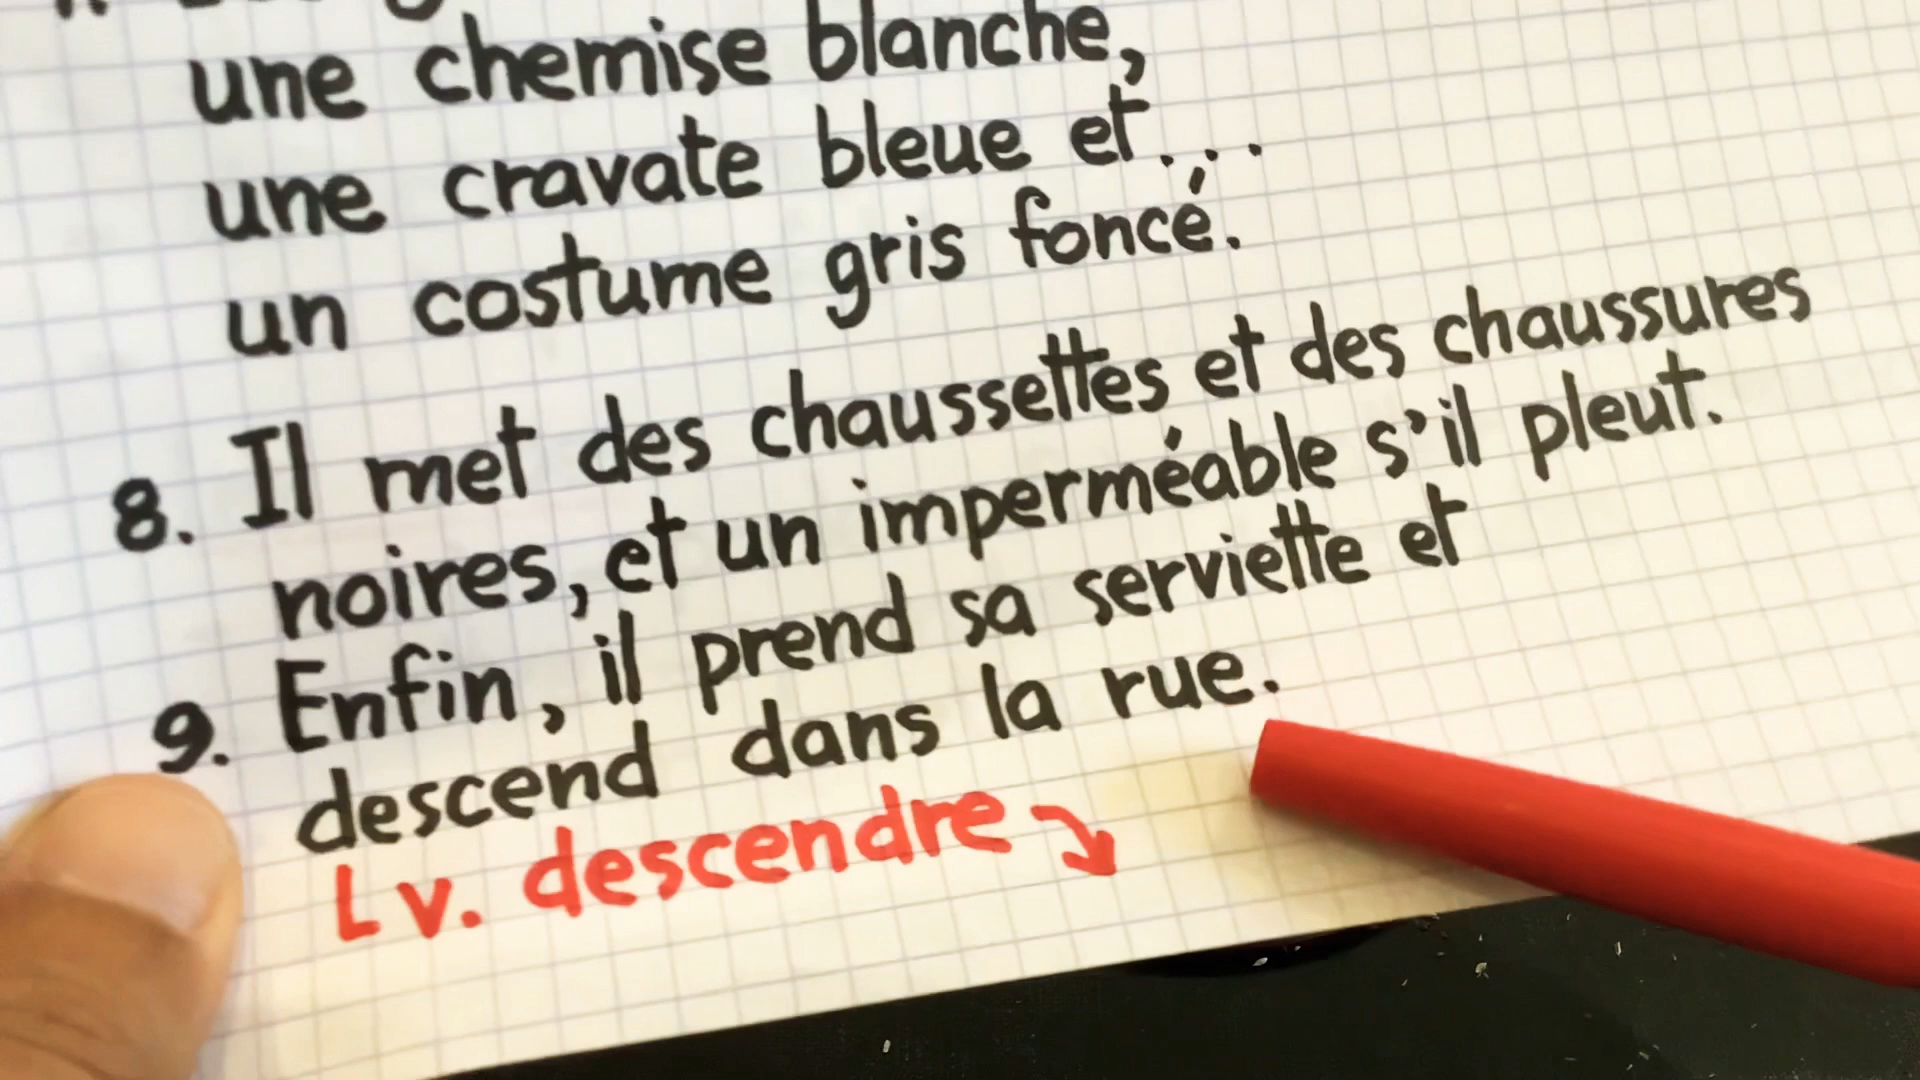 une chemise blanche,
une cravate bleue et...
un costume gris foncé.
8. Il met des chaussettes et des chaussures
noires, et un imperméable s'il pleut.
9. Enfin, il prend sa serviette et
descend dans la rue.
L v. descendre ↘